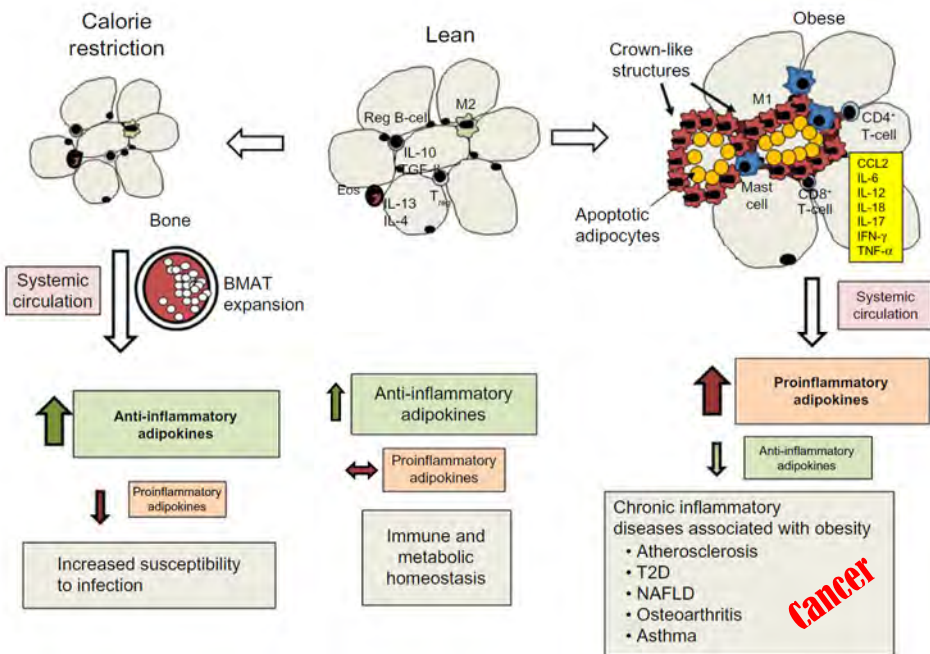 Calorie
restriction
Lean
Obese
Crown-like
structures
Reg B-cell
M2
IL-10
TGF-β
Eos
IL-13
IL-4
Treg
M1
CD4+
T-cell
Mast
cell
CD8+
T-cell
Apoptotic
adipocytes
CCL2
IL-6
IL-12
IL-18
IL-17
IFN-γ
TNF-α
Bone
Systemic
circulation
BMAT
expansion
Systemic
circulation
Anti-inflammatory
adipokines
Proinflammatory
adipokines
Increased susceptibility
to infection
Anti-inflammatory
adipokines
Proinflammatory
adipokines
Immune and
metabolic
homeostasis
Proinflammatory
adipokines
Anti-inflammatory
adipokines
Chronic inflammatory
diseases associated with obesity
• Atherosclerosis
• T2D
• NAFLD
• Osteoarthritis
• Asthma
Cancer